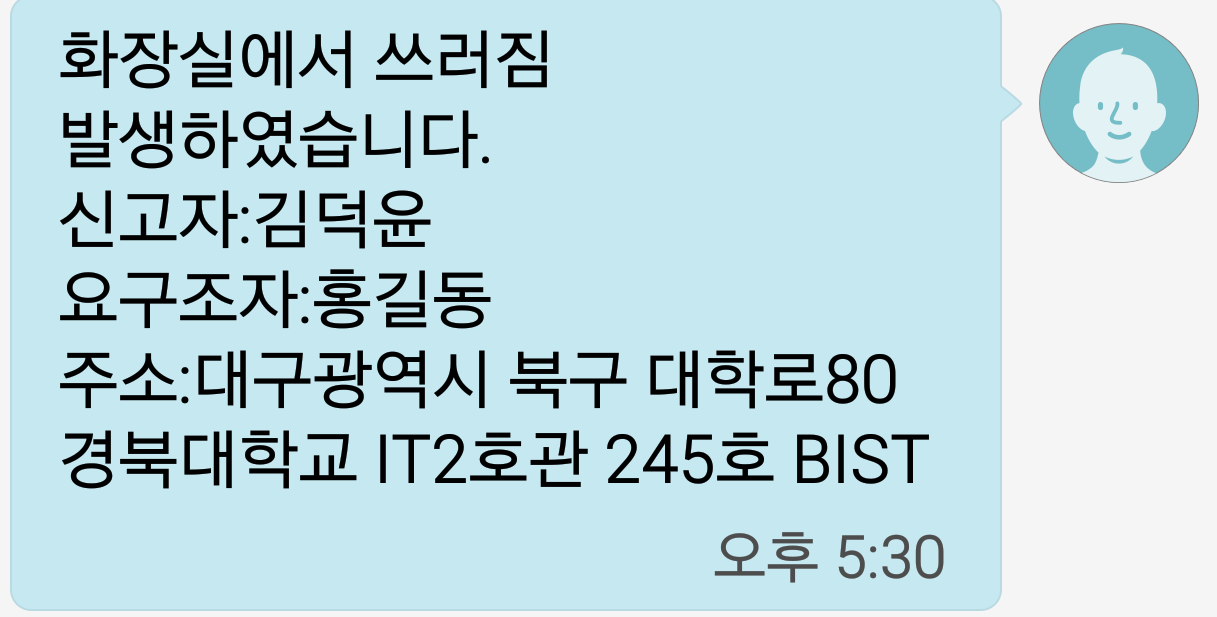 화장실에서 쓰러짐
발생하였습니다.
신고자:김덕윤
요구조자:홍길동
주소:대구광역시 북구 대학로80
경북대학교 IT2호관 245호 BIST
오후 5:30